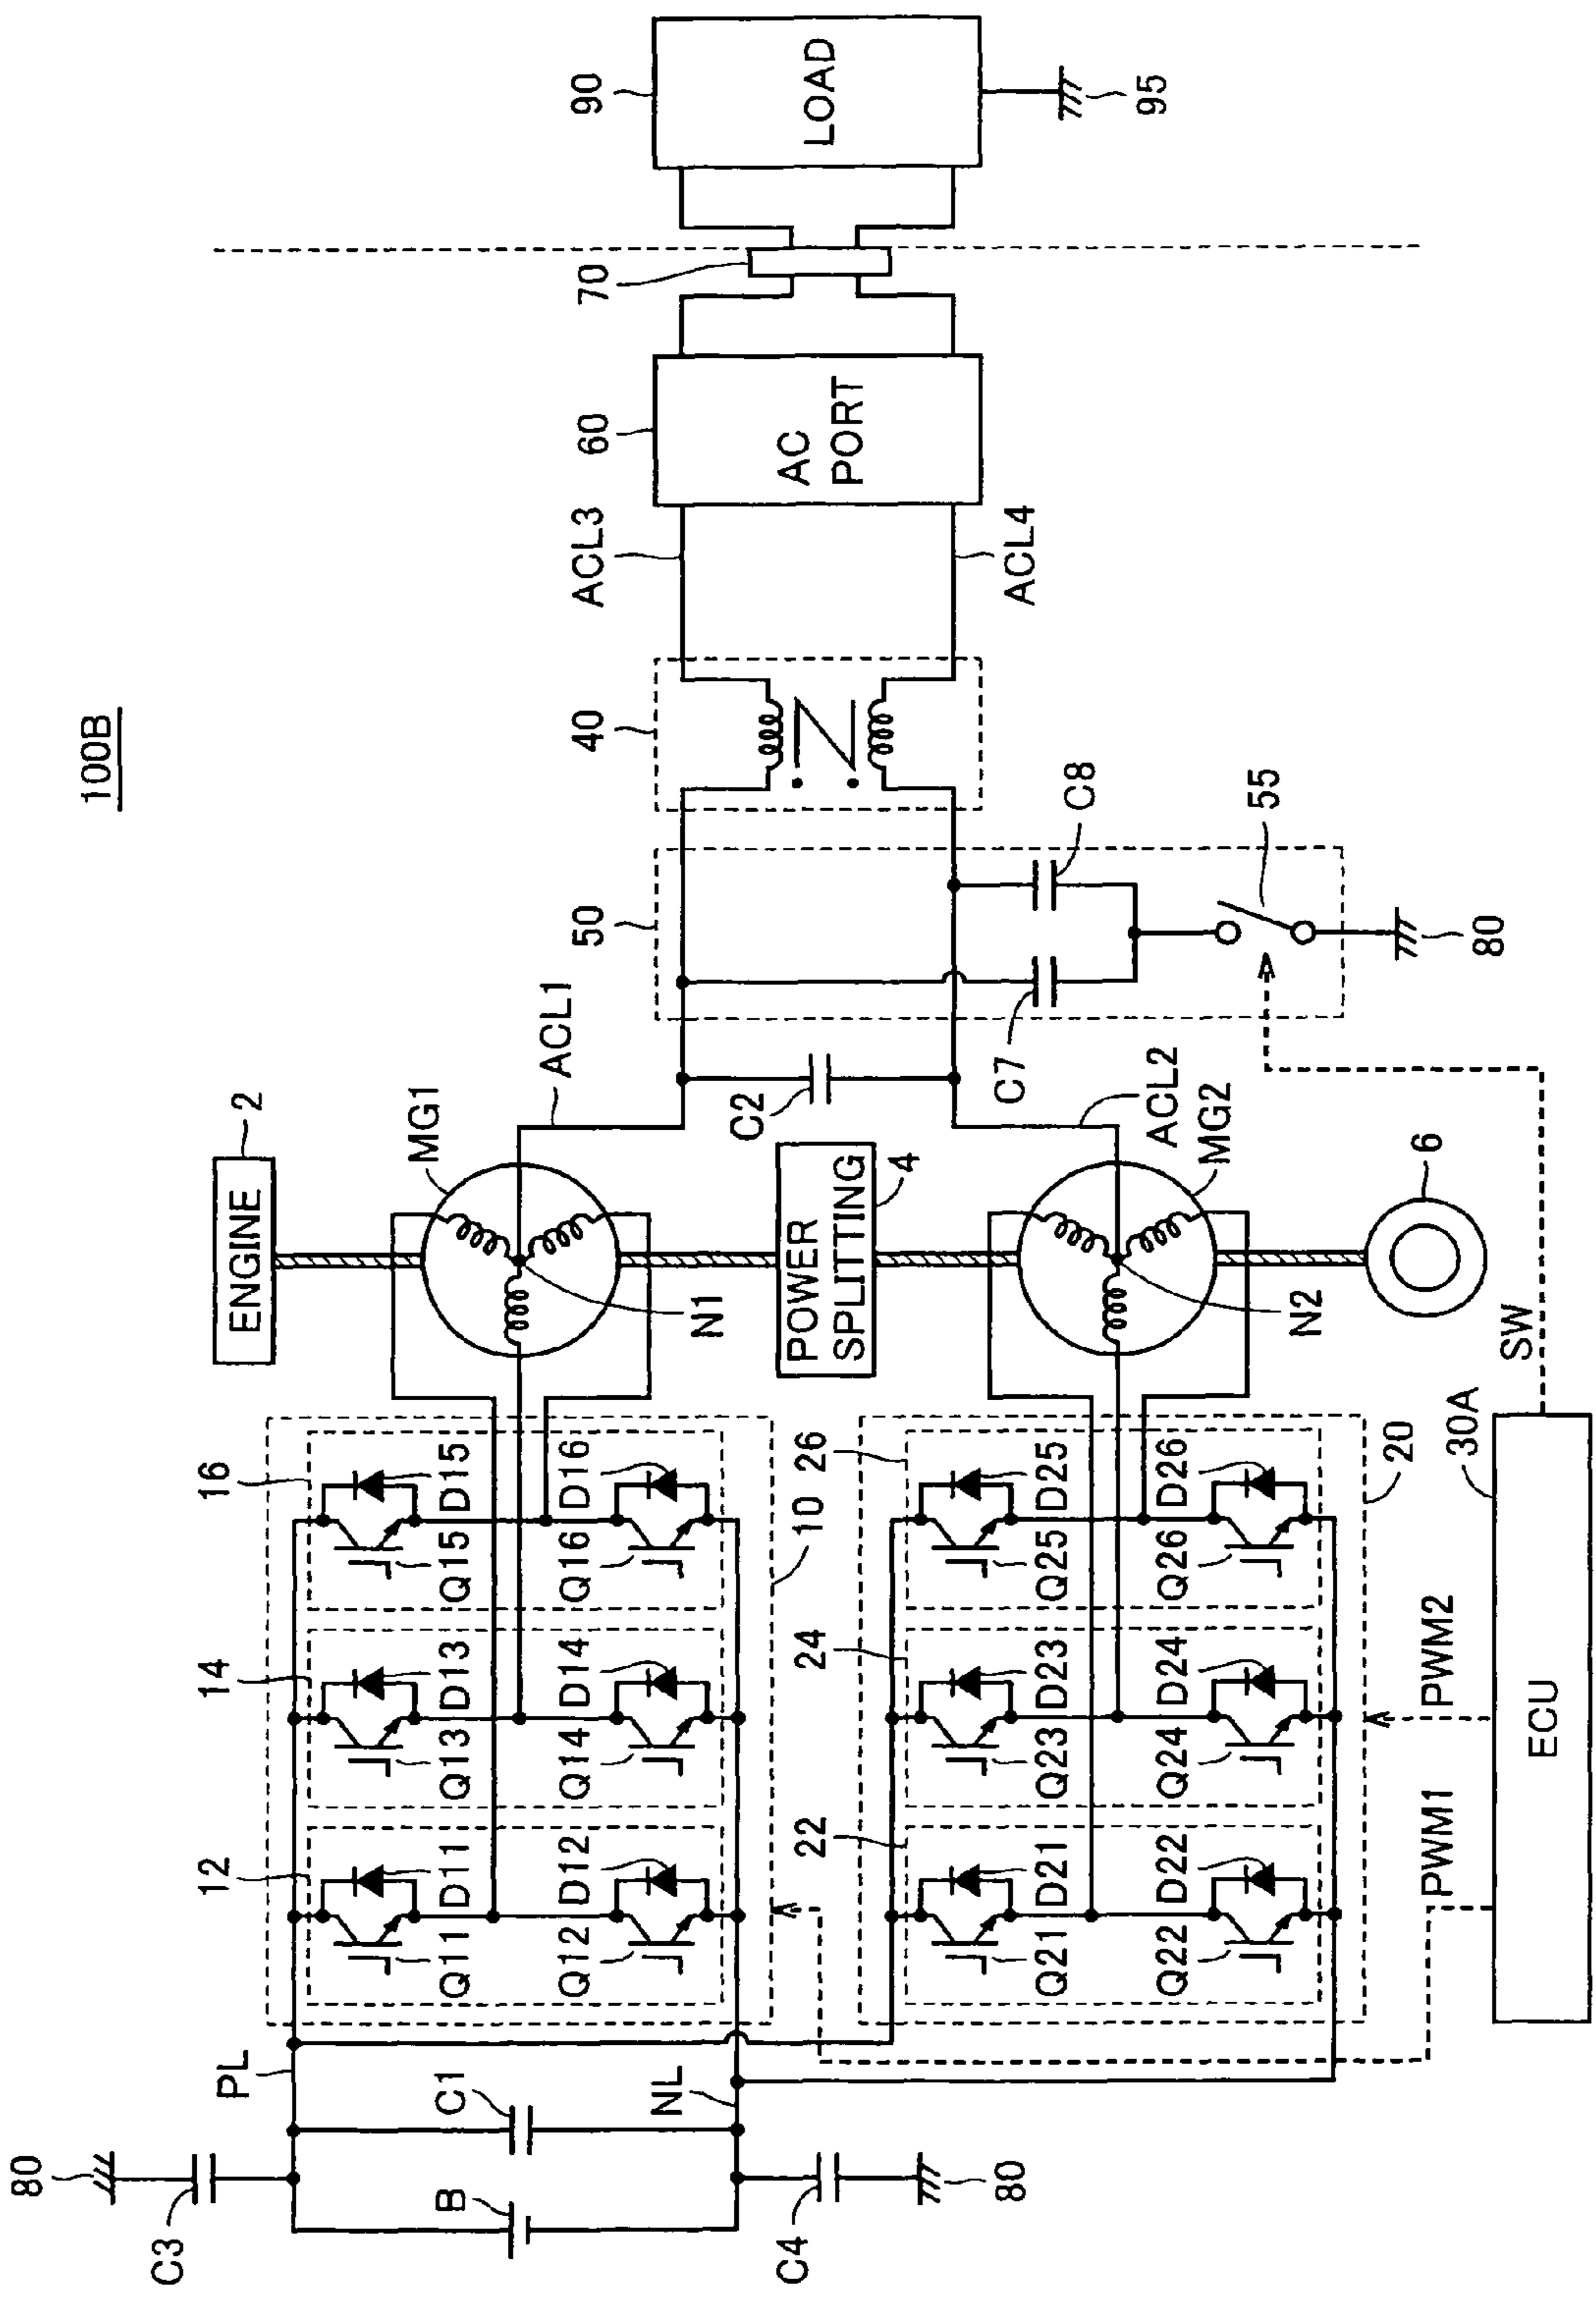 100B
ENGINE
2
MG1
ACL1
N1
POWER
SPLITTING
4
ACL2
MG2
N2
6
C2
50
C7
C8
55
80
40
ACL3
ACL4
60
AC
PORT
70
90
LOAD
95
80
C3
PL
C1
B
NL
C4
80
12
Q11
D11
Q12
D12
14
Q13
D13
Q14
D14
16
Q15
D15
Q16
D16
10
22
Q21
D21
Q22
D22
24
Q23
D23
Q24
D24
26
Q25
D25
Q26
D26
20
PWM1
PWM2
SW
30A
ECU